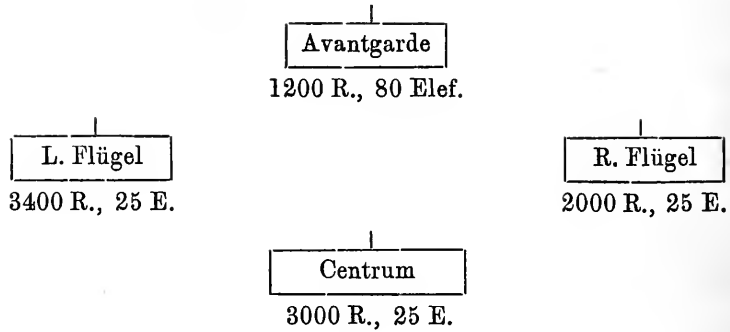 Avantgarde
1200 R., 80 Elef.
L. Flügel
R. Flügel
3400 R., 25 E.
2000 R., 25 E.
Centrum
3000 R., 25 E.